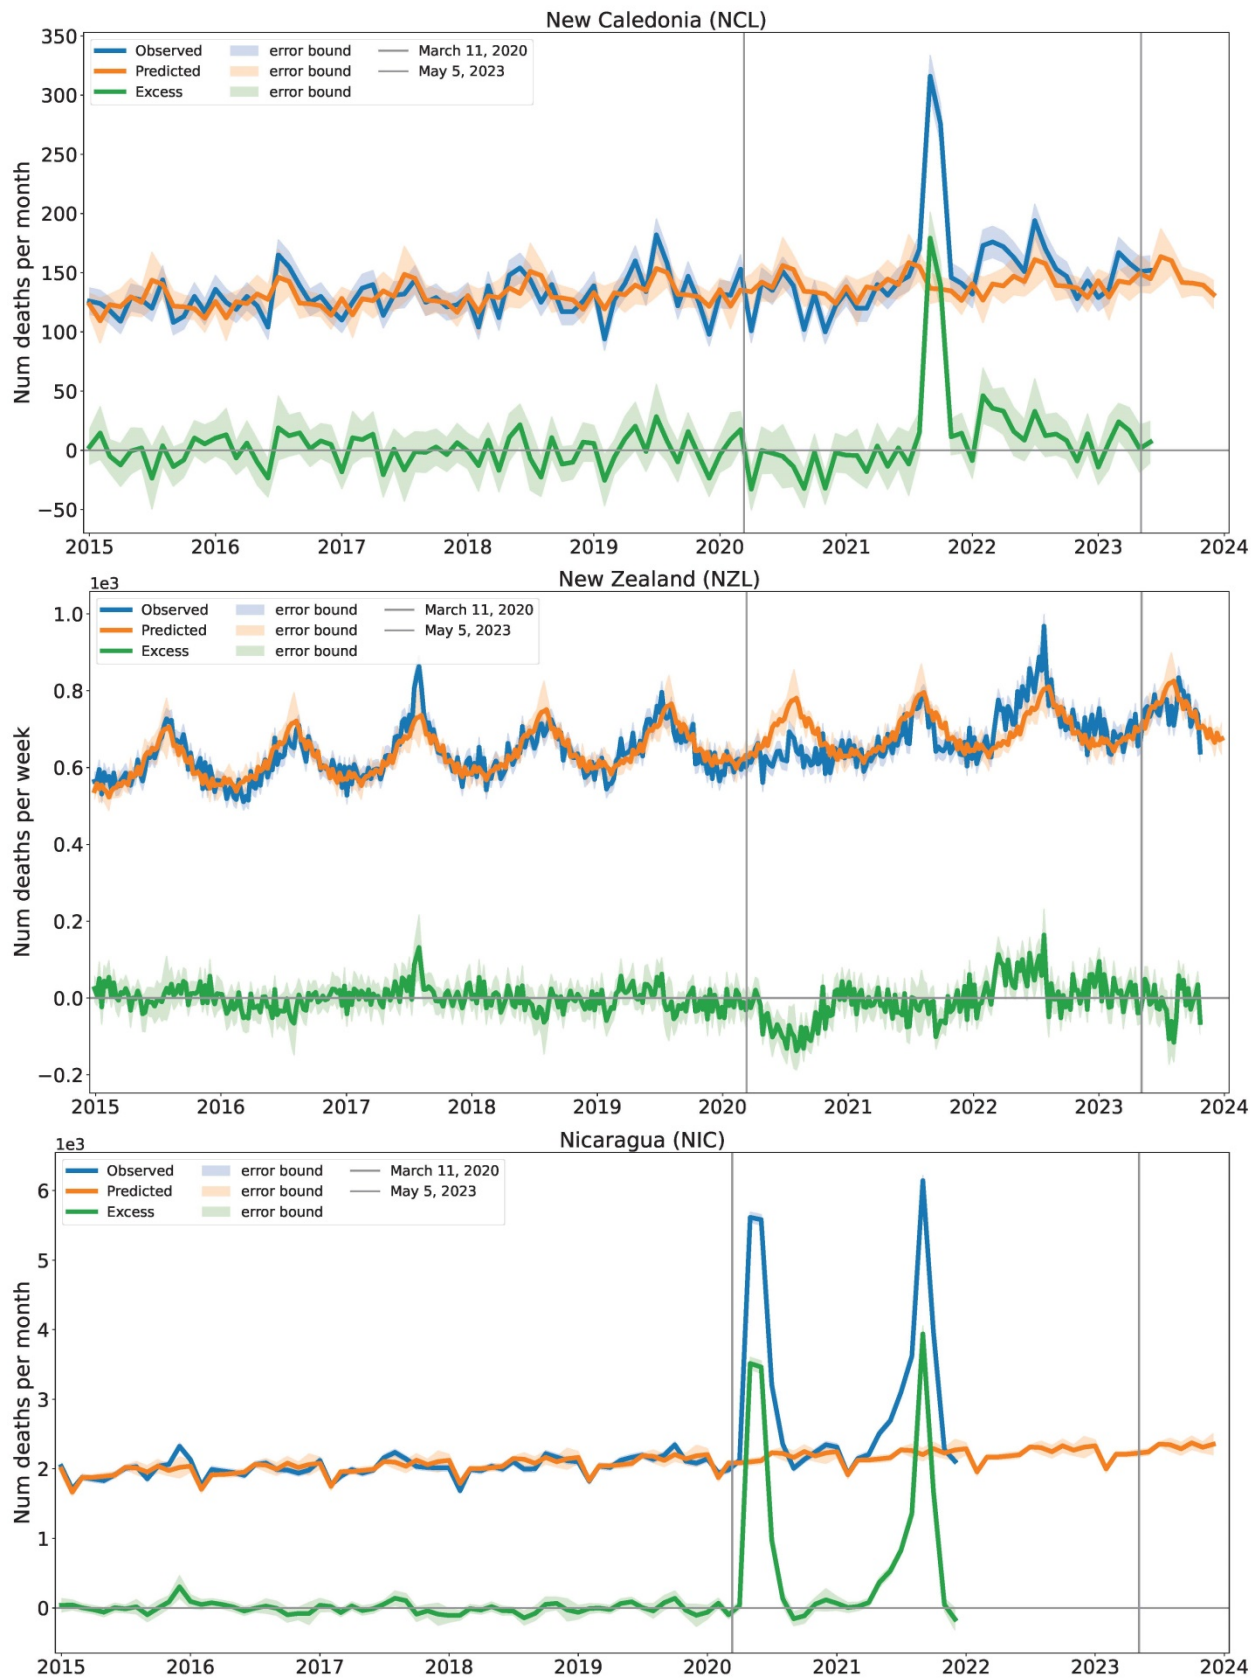 New Caledonia (NCL)
Observed error bound March 11, 2020
Predicted error bound May 5, 2023
Excess error bound
Num deaths per month
350
300
250
200
150
100
50
0
−50
2015 2016 2017 2018 2019 2020 2021 2022 2023 2024
New Zealand (NZL)
1e3
Observed error bound March 11, 2020
Predicted error bound May 5, 2023
Excess error bound
Num deaths per week
1.0
0.8
0.6
0.4
0.2
0.0
−0.2
2015 2016 2017 2018 2019 2020 2021 2022 2023 2024
Nicaragua (NIC)
1e3
Observed error bound March 11, 2020
Predicted error bound May 5, 2023
Excess error bound
Num deaths per month
6
5
4
3
2
1
0
2015 2016 2017 2018 2019 2020 2021 2022 2023 2024